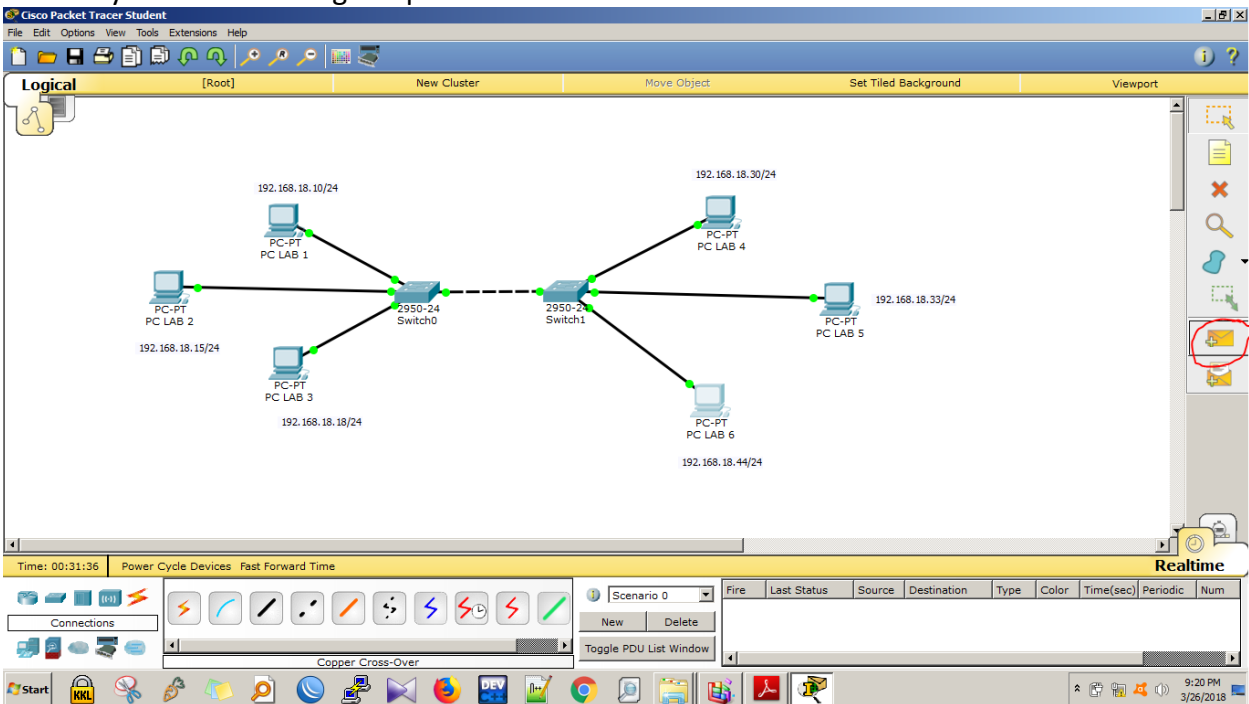 Cisco Packet Tracer Student
File Edit Options View Tools Extensions Help
Logical [Root] New Cluster Move Object Set Tiled Background Viewport
192.168.18.10/24
PC-PT
PC LAB 1
PC-PT
PC LAB 2
192.168.18.15/24
PC-PT
PC LAB 3
192.168.18.18/24
2950-24
Switch0
2950-24
Switch1
192.168.18.30/24
PC-PT
PC LAB 4
192.168.18.33/24
PC-PT
PC LAB 5
PC-PT
PC LAB 6
192.168.18.44/24
Time: 00:31:36 Power Cycle Devices Fast Forward Time Realtime
Connections
Copper Cross-Over
Scenario 0
New Delete
Toggle PDU List Window
Fire Last Status Source Destination Type Color Time(sec) Periodic Num
Start KKL DEV C++ 9:20 PM
3/26/2018